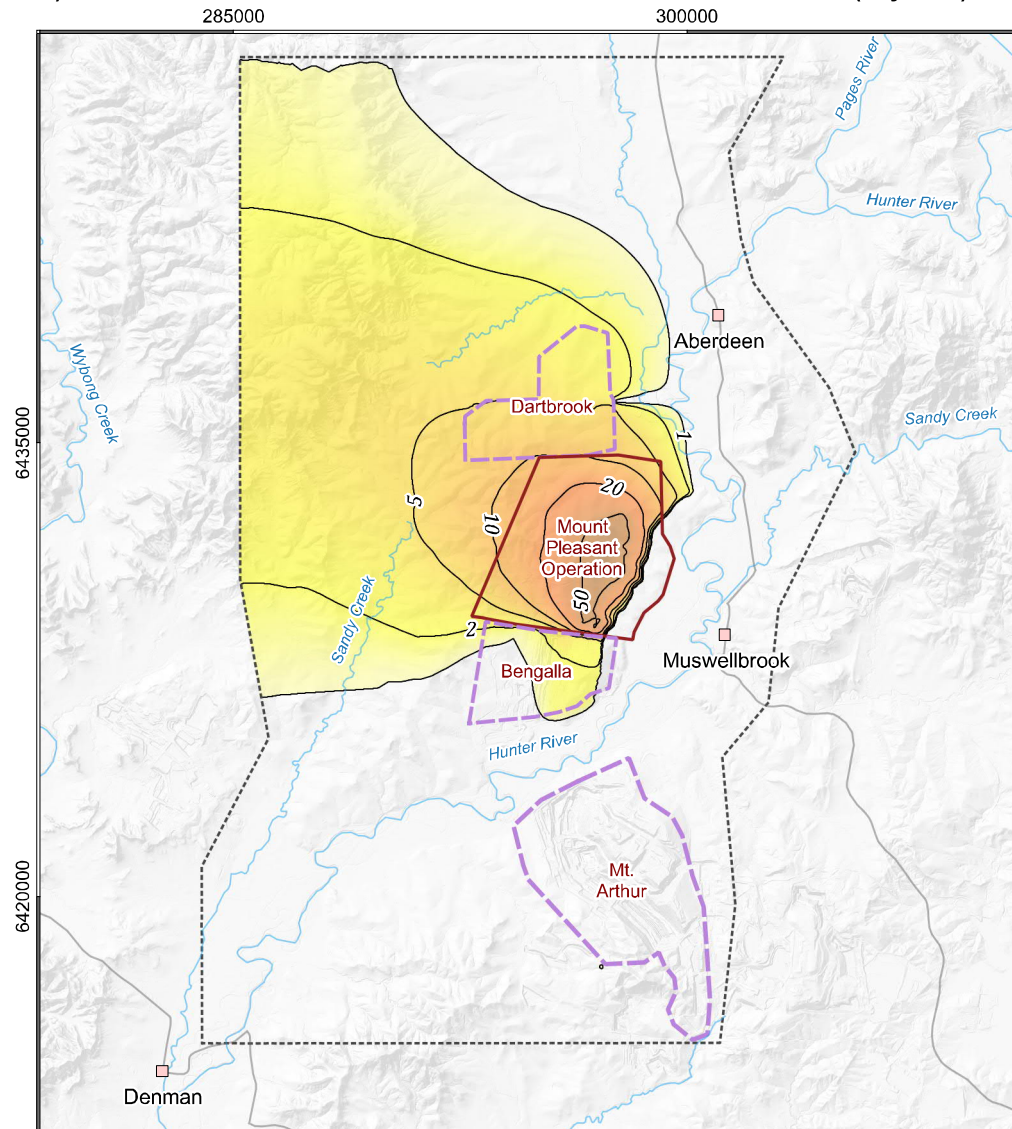 285000
300000
Pages River
Hunter River
Aberdeen
Wybong Creek
Dartbrook
Sandy Creek
1
6435000
5
10
20
Mount
Pleasant
Operation
50
Sandy Creek
2
Muswellbrook
Bengalla
Hunter River
Mt.
Arthur
6420000
Denman